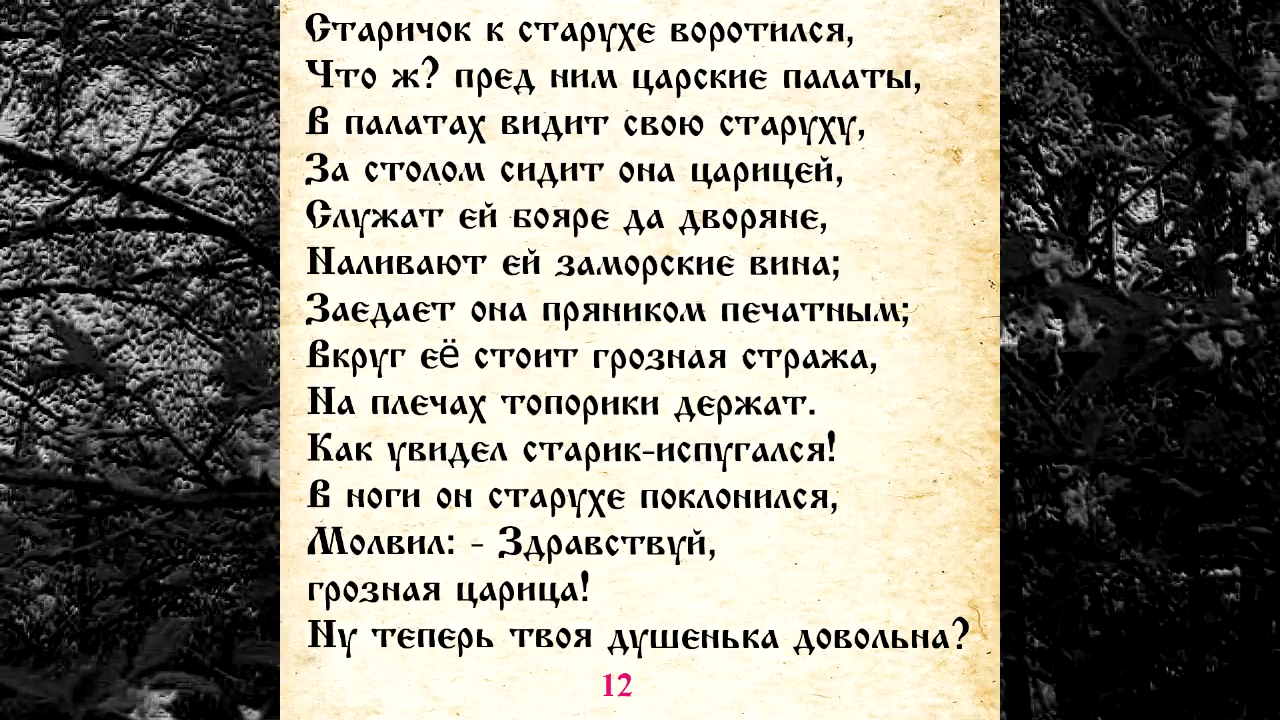 Старичок к старухе воротился,
Что ж? пред ним царские палаты,
В палатах видит свою старуху,
За столом сидит она царицей,
Служат ей бояре да дворяне,
Наливают ей заморские вина;
Заедает она пряником печатным;
Вкруг её стоит грозная стража,
На плечах топорики держат.
Как увидел старик-испугался!
В ноги он старухе поклонился,
Молвил: - Здравствуй,
грозная царица!
Ну теперь твоя душенька довольна?
12